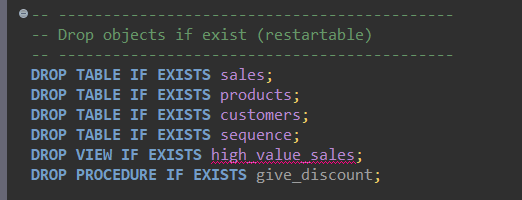 -- ------------------------------------------
-- Drop objects if exist (restartable)
-- ------------------------------------------
DROP TABLE IF EXISTS sales;
DROP TABLE IF EXISTS products;
DROP TABLE IF EXISTS customers;
DROP TABLE IF EXISTS sequence;
DROP VIEW IF EXISTS high_value_sales;
DROP PROCEDURE IF EXISTS give_discount;